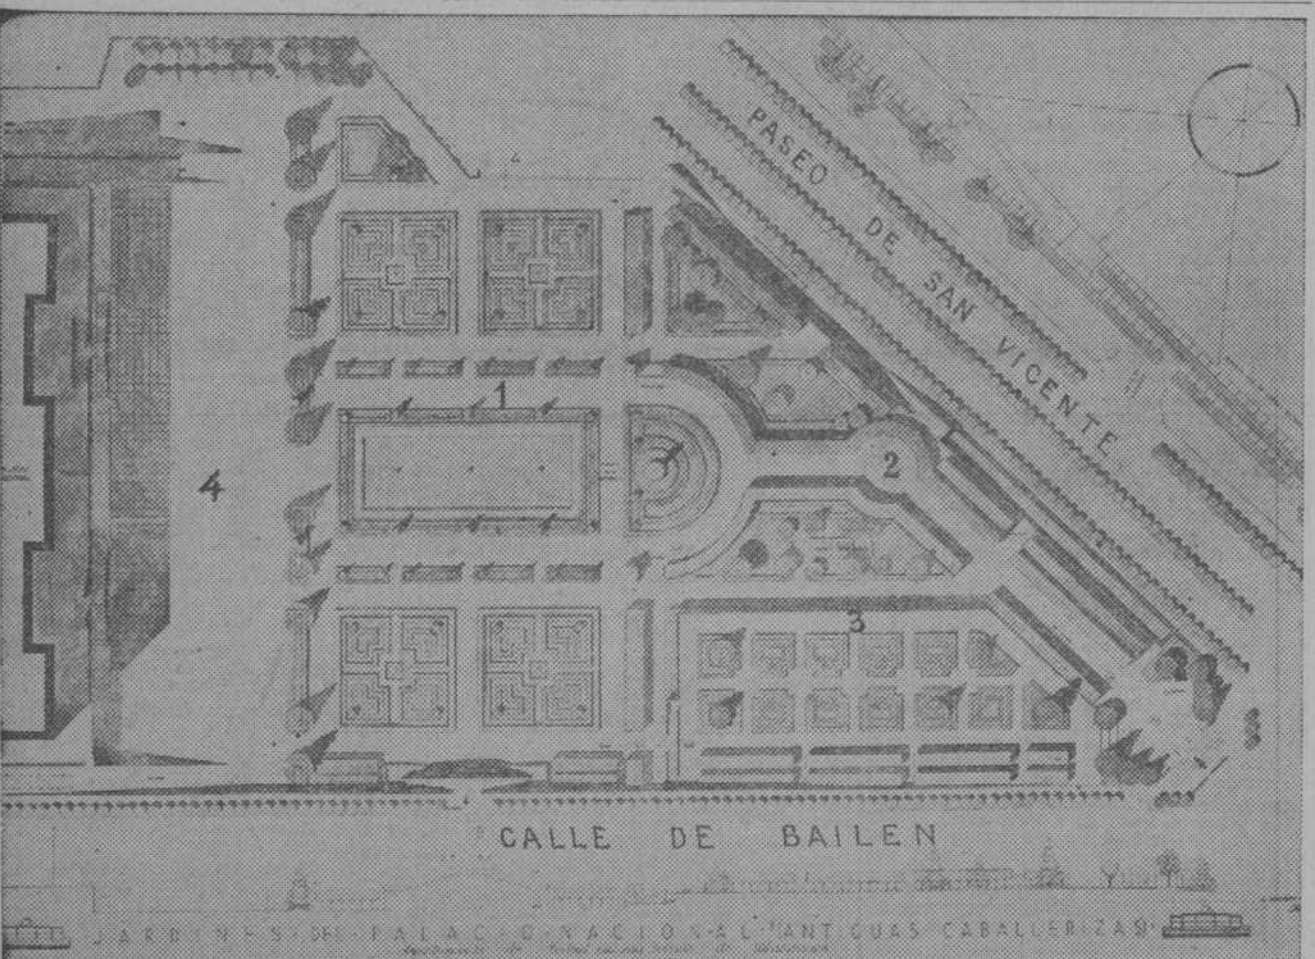 PASEO DE SAN VICENTE
1
2
4
3
CALLE DE BAILEN
JARDINES DEL PALACIO NACIONAL "ANTIGUAS CABALLERIZAS"